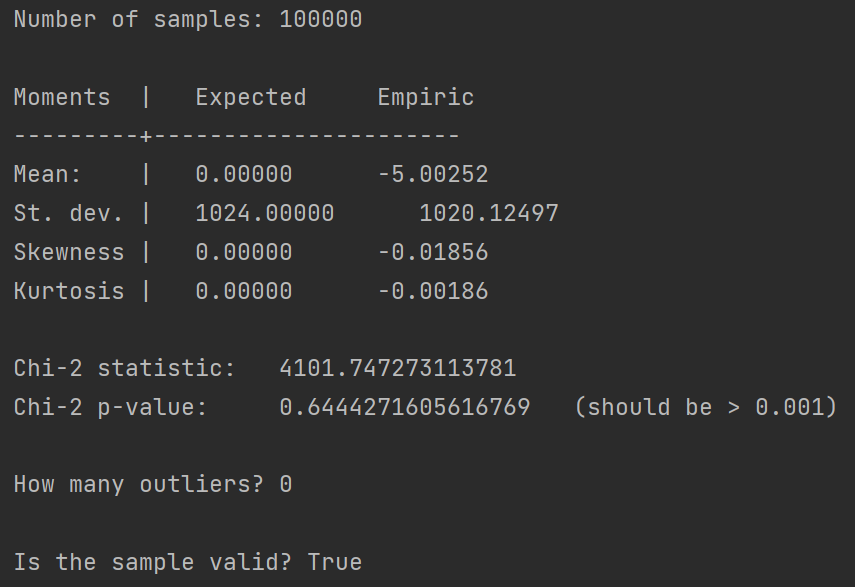 Number of samples: 100000
Moments  |   Expected     Empiric
---------+----------------------
Mean:    |   0.00000      -5.00252
St. dev. |   1024.00000      1020.12497
Skewness |   0.00000      -0.01856
Kurtosis |   0.00000      -0.00186
Chi-2 statistic:   4101.747273113781
Chi-2 p-value:     0.6444271605616769   (should be > 0.001)
How many outliers? 0
Is the sample valid? True